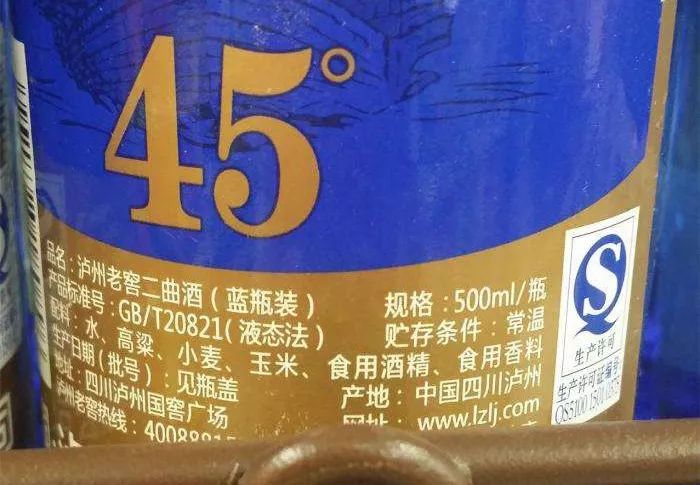 45°
品名：泸州老窖二曲酒（蓝瓶装）
规格：500ml/瓶
产品标准号：GB/T20821（液态法）
贮存条件：常温
配料：水、高粱、小麦、玉米、食用酒精、食用香料
生产日期（批号）：见瓶盖
产地：中国四川泸州
地址：四川泸州国窖广场
网址：www.lzlj.com
泸州老窖热线：40088815
QS
生产许可
生产许可证编号
QS5100 1501